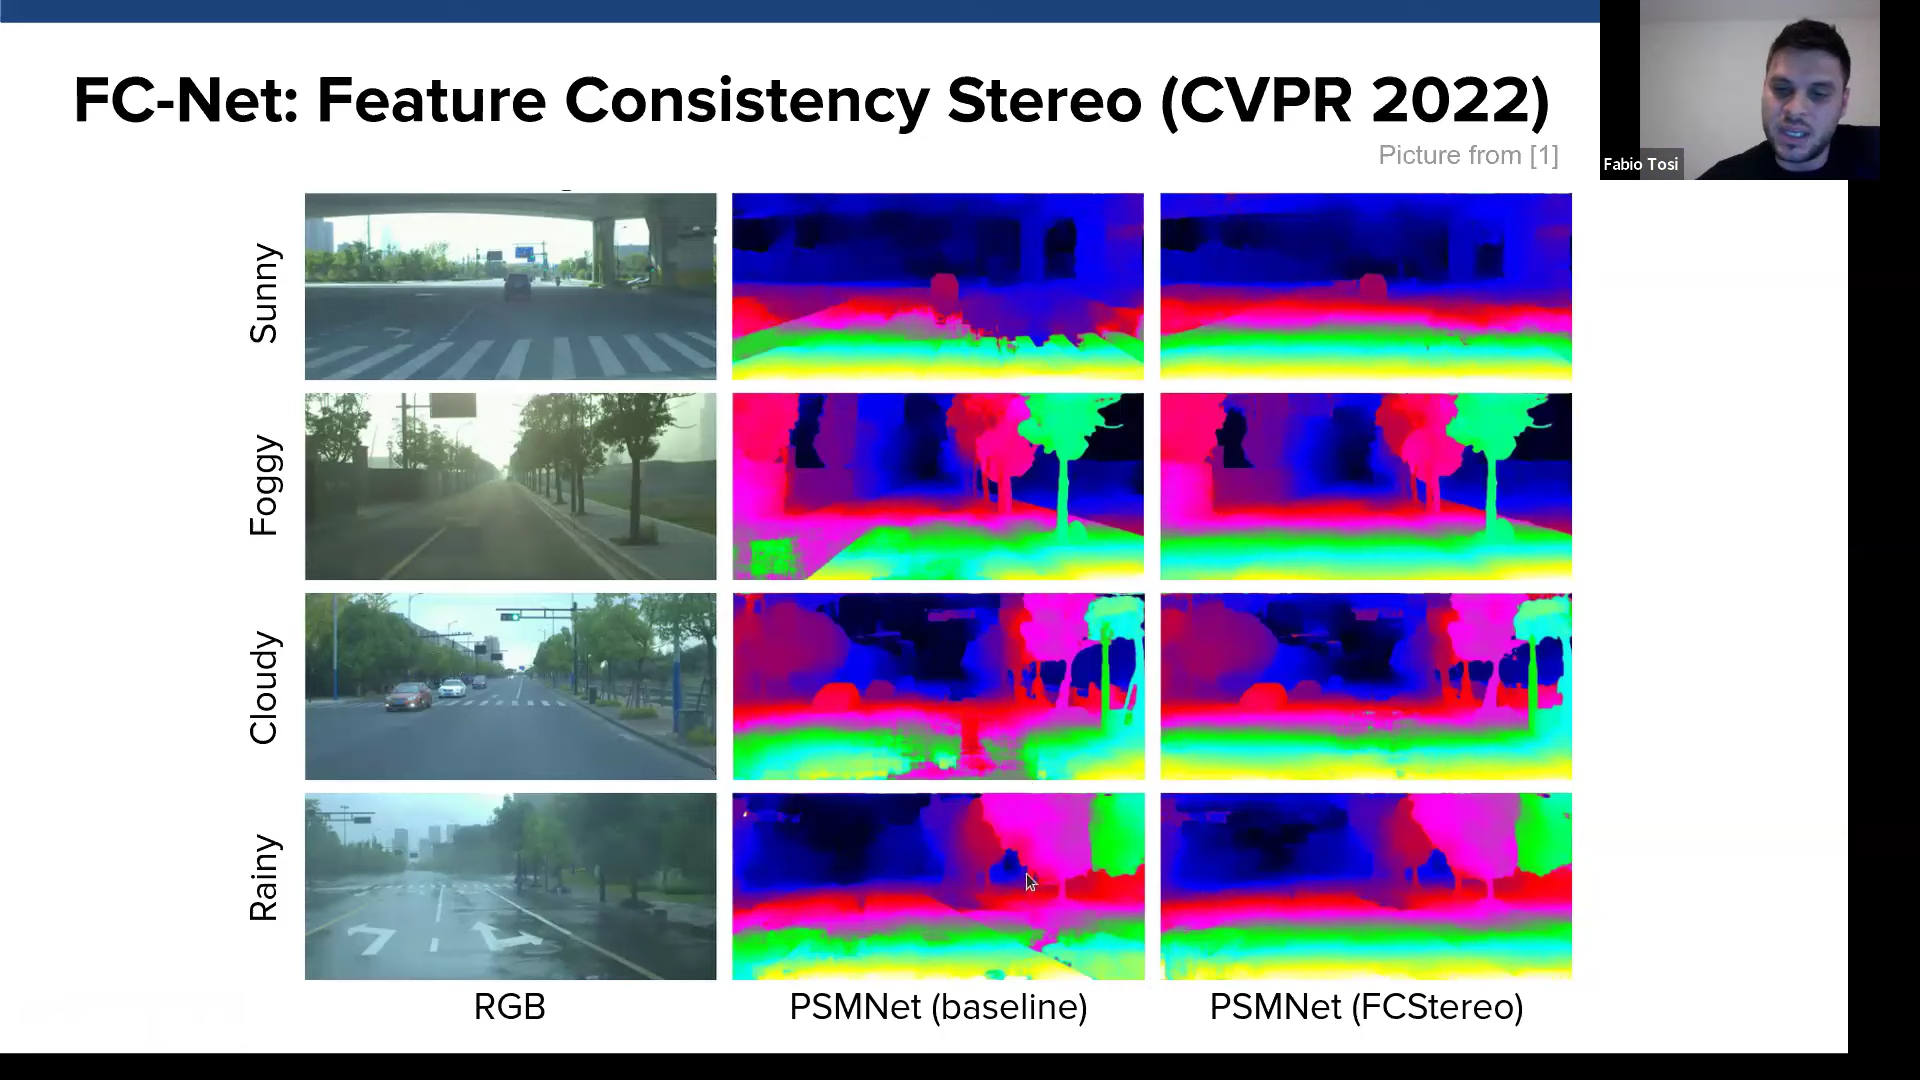 FC-Net: Feature Consistency Stereo (CVPR 2022)
Picture from [1]
Fabio Tosi
Sunny
Foggy
Cloudy
Rainy
RGB
PSMNet (baseline)
PSMNet (FCStereo)